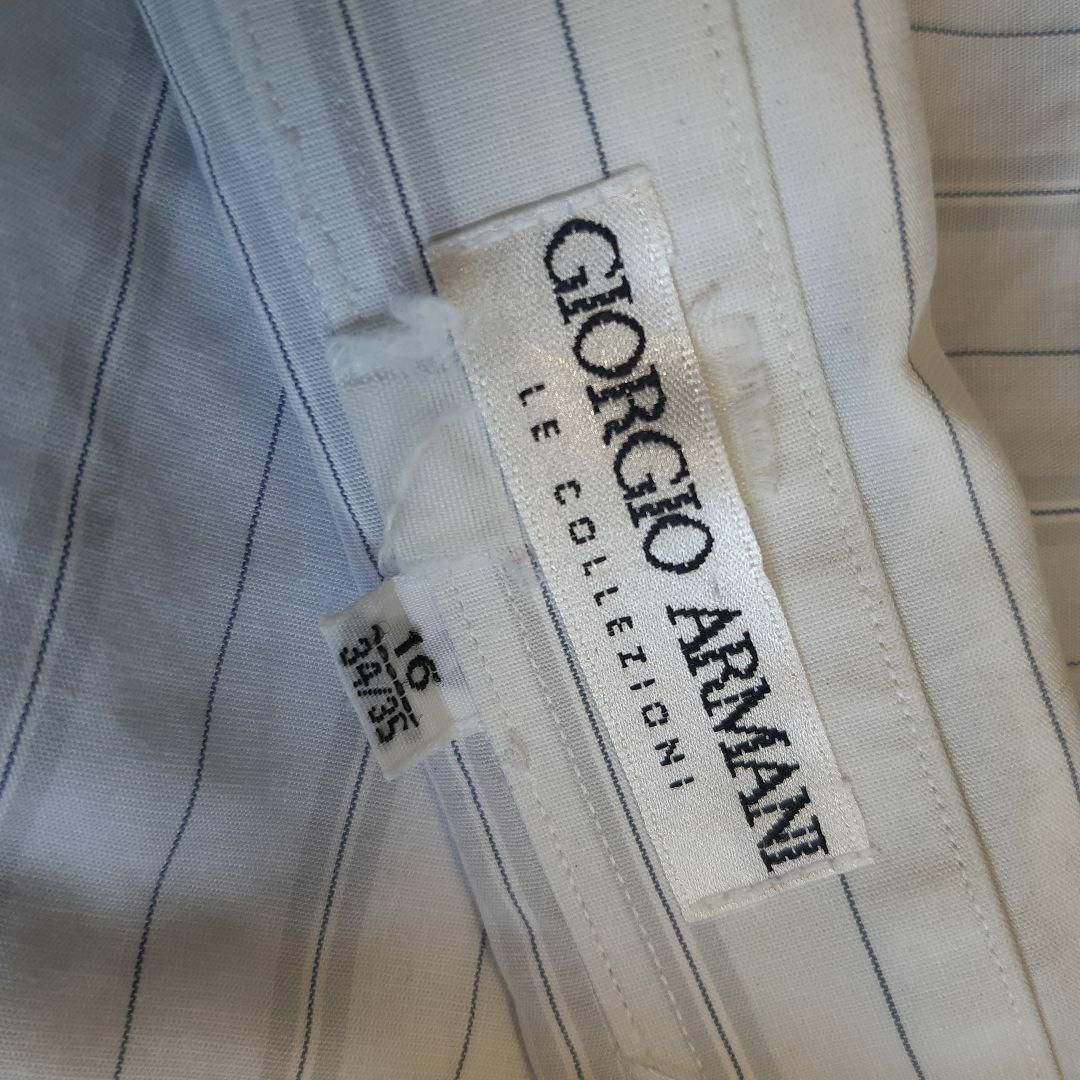 GIORGIO ARMANI
LE COLLEZIONI
16
34/35